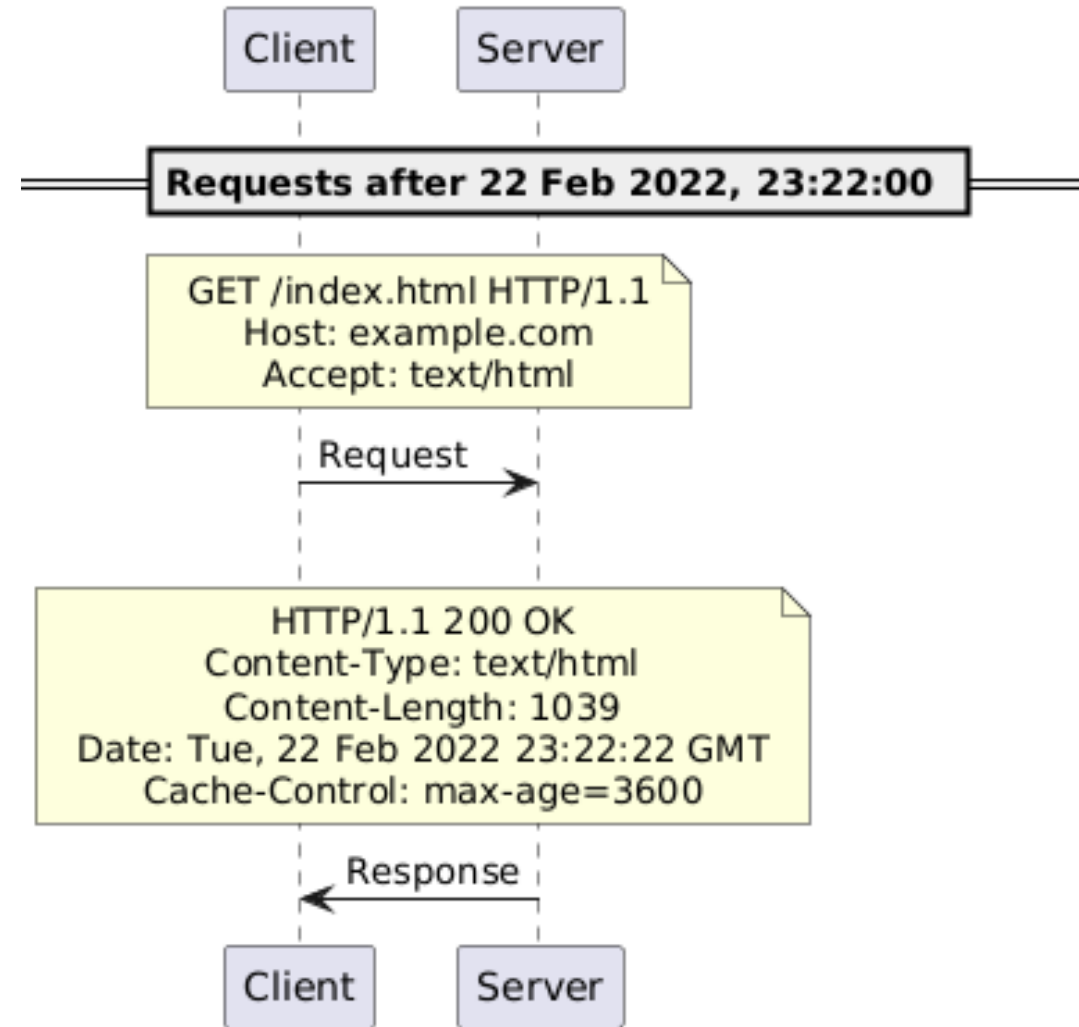 Client
Server
Requests after 22 Feb 2022, 23:22:00
GET /index.html HTTP/1.1
Host: example.com
Accept: text/html
Request
HTTP/1.1 200 OK
Content-Type: text/html
Content-Length: 1039
Date: Tue, 22 Feb 2022 23:22:22 GMT
Cache-Control: max-age=3600
Response
Client
Server